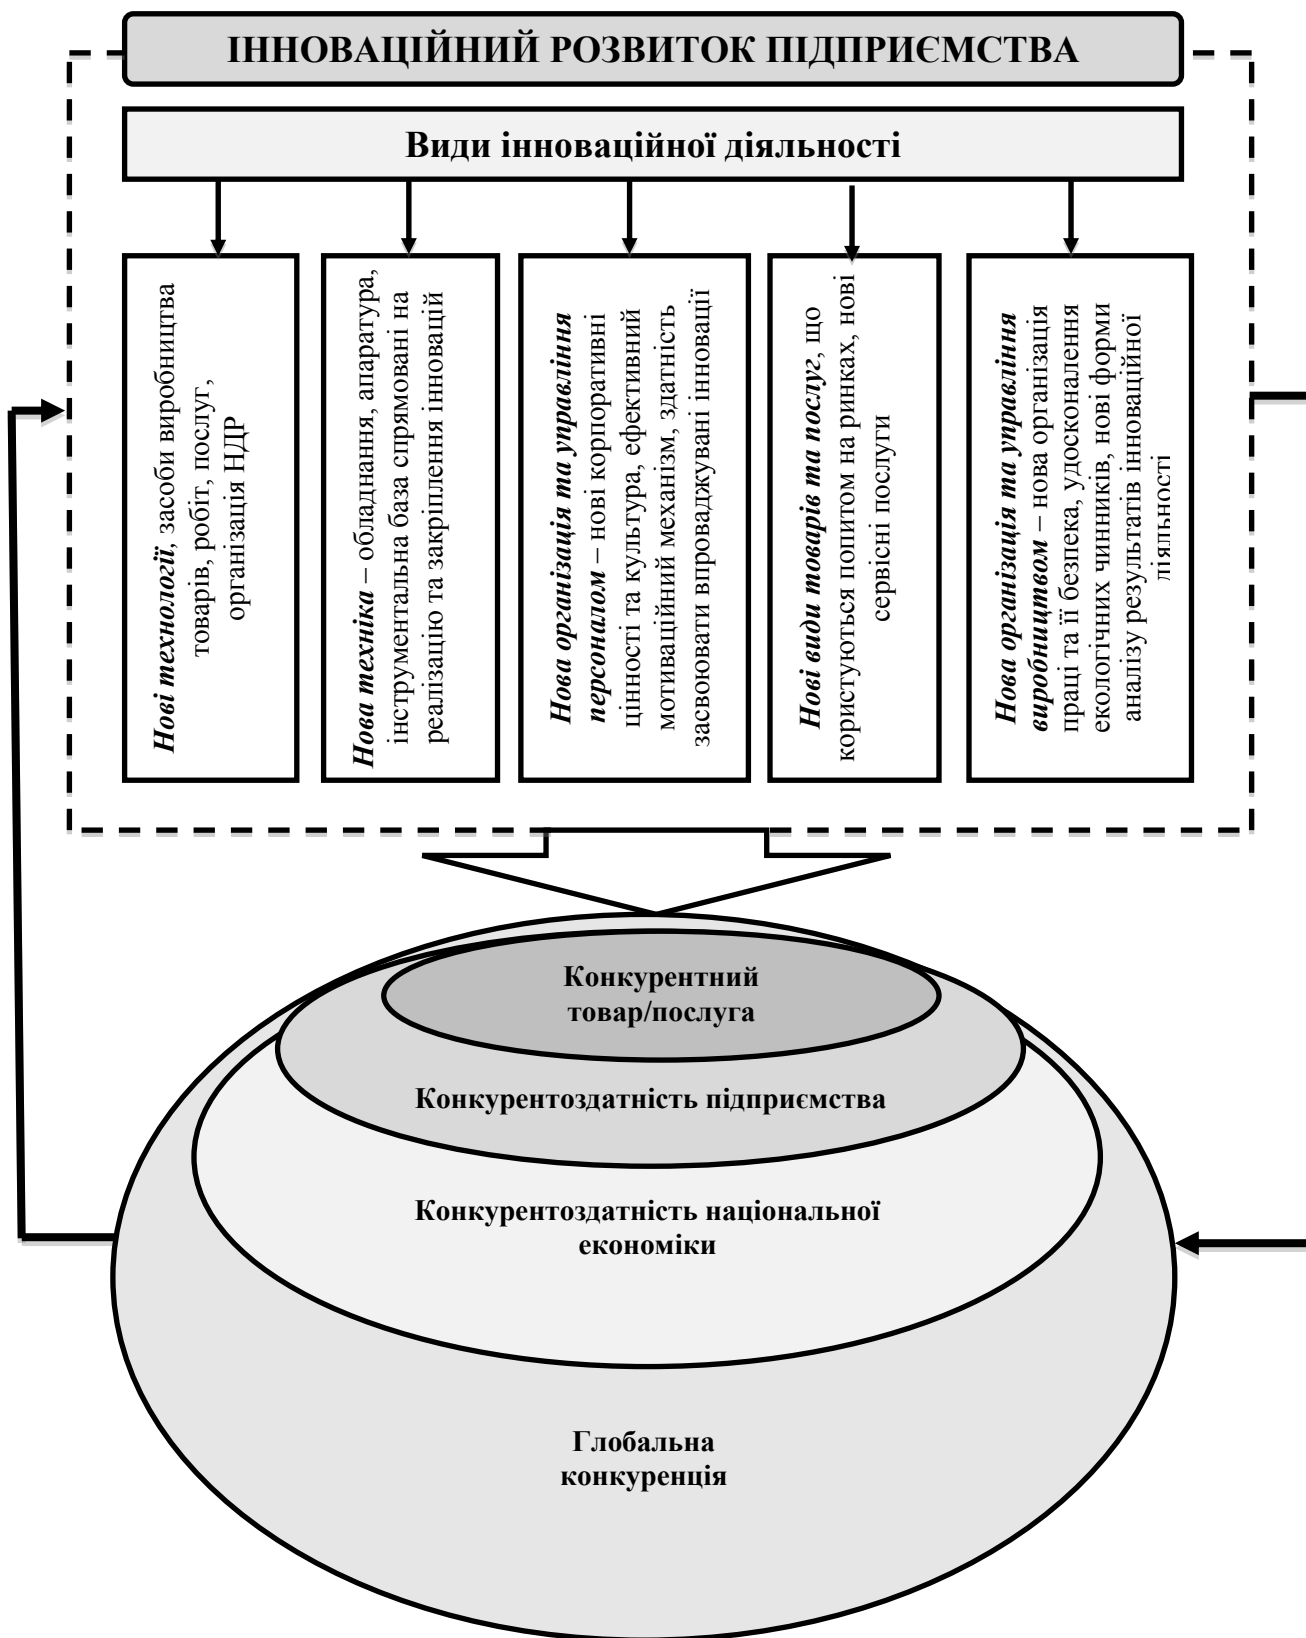 ІННОВАЦІЙНИЙ РОЗВИТОК ПІДПРИЄМСТВА
Види інноваційної діяльності
Нові технології, засоби виробництва
товарів, робіт, послуг,
організація НДР
Нова техніка – обладнання, апаратура,
інструментальна база спрямовані на
реалізацію та закріплення інновацій
Нова організація та управління
персоналом – нові корпоративні
цінності та культура, ефективний
мотиваційний механізм, здатність
засвоювати впроваджувані інновації
Нові види товарів та послуг, що
користуються попитом на ринках, нові
сервісні послуги
Нова організація та управління
виробництвом – нова організація
праці та її безпека, удосконалення
екологічних чинників, нові форми
аналізу результатів інноваційної
діяльності
Конкурентний
товар/послуга
Конкурентоздатність підприємства
Конкурентоздатність національної
економіки
Глобальна
конкуренція